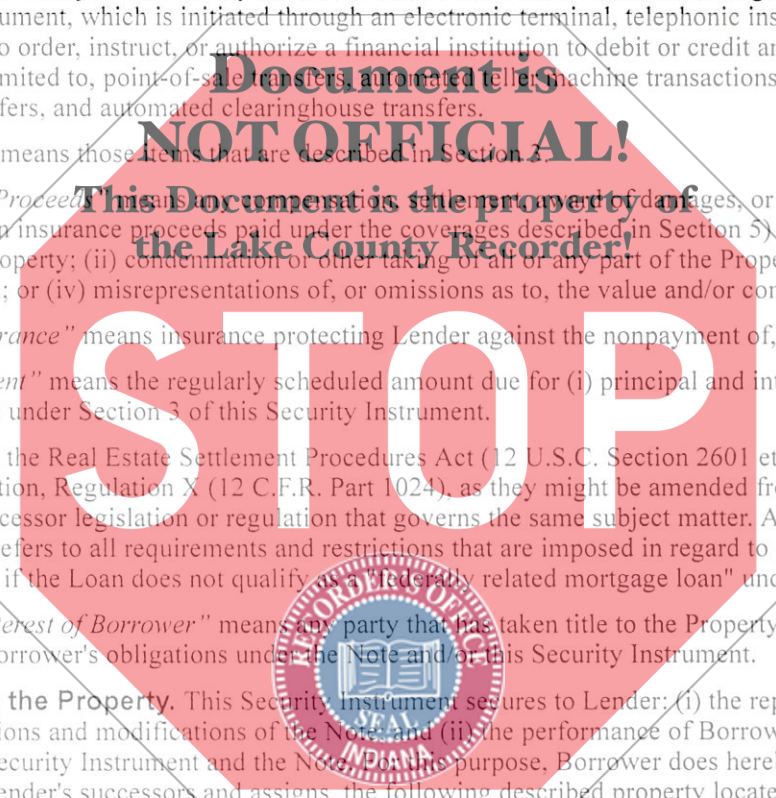 ument, which is initiated through an electronic terminal, telephonic ins
o order, instruct, or authorize a financial institution to debit or credit an
mited to, point-of-sale transfers, automated teller machine transactions
fers, and automated clearinghouse transfers.
Document is
NOT OFFICIAL!
This Document is the property of
the Lake County Recorder!
means those items that are described in Section 3.
Proceeds" means any compensation, settlement, award of damages, or
n insurance proceeds paid under the coverages described in Section 5)
operty; (ii) condemnation or other taking of all or any part of the Prope
; or (iv) misrepresentations of, or omissions as to, the value and/or con
rance" means insurance protecting Lender against the nonpayment of,
ent" means the regularly scheduled amount due for (i) principal and int
under Section 3 of this Security Instrument.
STOP
the Real Estate Settlement Procedures Act (12 U.S.C. Section 2601 et
tion, Regulation X (12 C.F.R. Part 1024), as they might be amended fr
cessor legislation or regulation that governs the same subject matter. A
efers to all requirements and restrictions that are imposed in regard to
if the Loan does not qualify as a "federally related mortgage loan" und
terest of Borrower" means any party that has taken title to the Property
orrower's obligations under the Note and/or this Security Instrument.
RECORDER'S OFFICE
SEAL
INDIANA
the Property. This Security Instrument secures to Lender: (i) the rep
ions and modifications of the Note; and (ii) the performance of Borrow
ecurity Instrument and the Note. For this purpose, Borrower does here
ender's successors and assigns, the following described property locate